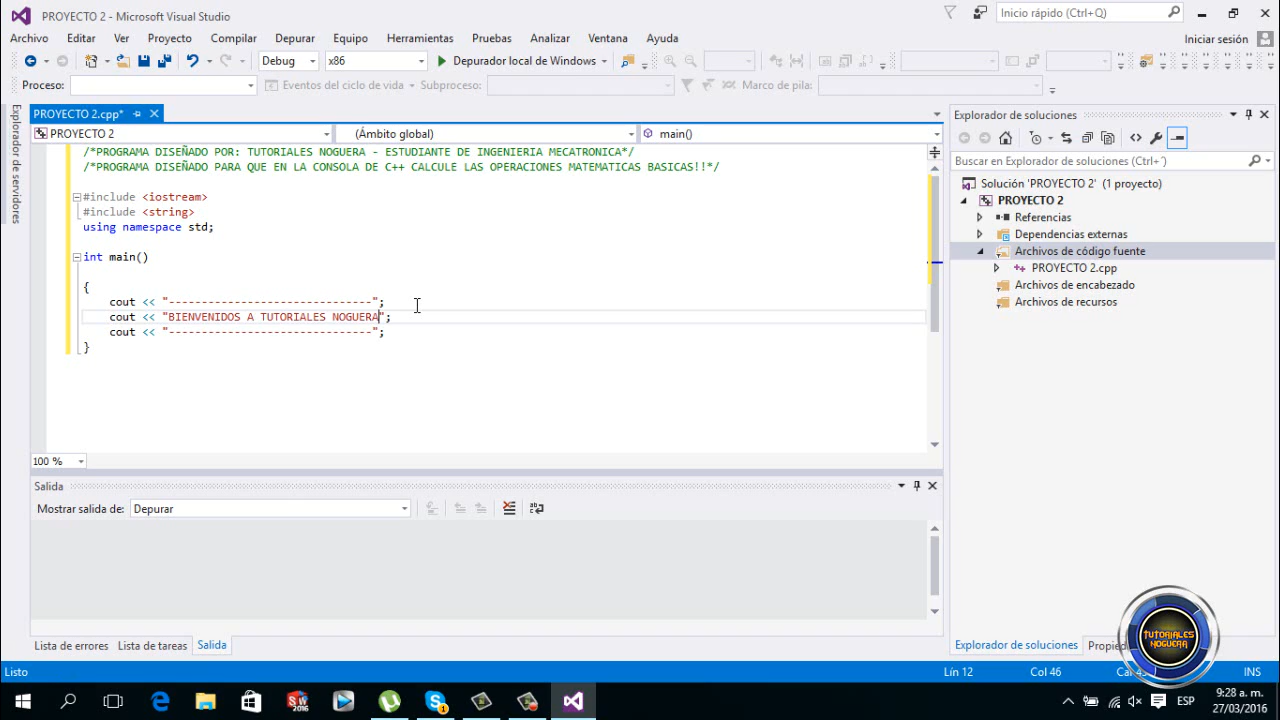 PROYECTO 2 - Microsoft Visual Studio
Inicio rápido (Ctrl+Q)
Archivo Editar Ver Proyecto Compilar Depurar Equipo Herramientas Pruebas Analizar Ventana Ayuda
Iniciar sesión
Debug x86 Depurador local de Windows
Proceso: Eventos del ciclo de vida Subproceso: Marco de pila:
Explorador de servidores
PROYECTO 2.cpp*
PROYECTO 2 (Ámbito global) main()
/*PROGRAMA DISEÑADO POR: TUTORIALES NOGUERA - ESTUDIANTE DE INGENIERIA MECATRONICA*/
/*PROGRAMA DISEÑADO PARA QUE EN LA CONSOLA DE C++ CALCULE LAS OPERACIONES MATEMATICAS BASICAS!!*/
#include <iostream>
#include <string>
using namespace std;
int main()
{
cout << "-------------------------------";
cout << "BIENVENIDOS A TUTORIALES NOGUERA";
cout << "-------------------------------";
}
100 %
Salida
Mostrar salida de: Depurar
Lista de errores Lista de tareas Salida
Explorador de soluciones
Buscar en Explorador de soluciones (Ctrl+´)
Solución 'PROYECTO 2' (1 proyecto)
PROYECTO 2
Referencias
Dependencias externas
Archivos de código fuente
PROYECTO 2.cpp
Archivos de encabezado
Archivos de recursos
Explorador de soluciones
TUTORIALES
NOGUERA
Listo Lín 12 Col 46 INS
ESP
9:28 a. m.
27/03/2016